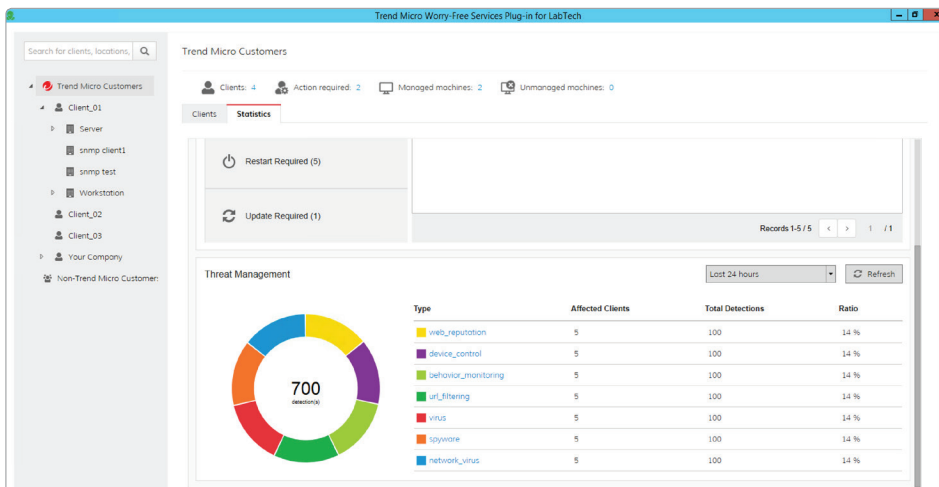 Trend Micro Worry-Free Services Plug-in for LabTech
Search for clients, locations,
Trend Micro Customers
Client_01
Server
snmp client1
snmp test
Workstation
Client_02
Client_03
Your Company
Non-Trend Micro Customer
Trend Micro Customers
Clients: 4 Action required: 2 Managed machines: 2 Unmanaged machines: 0
Clients Statistics
Restart Required (5)
Update Required (1)
Records 1-5 / 5 < > 1 / 1
Threat Management Last 24 hours Refresh
700
detection(s)
Type Affected Clients Total Detections Ratio
web_reputation 5 100 14 %
device_control 5 100 14 %
behavior_monitoring 5 100 14 %
url_filtering 5 100 14 %
virus 5 100 14 %
spyware 5 100 14 %
network_virus 5 100 14 %